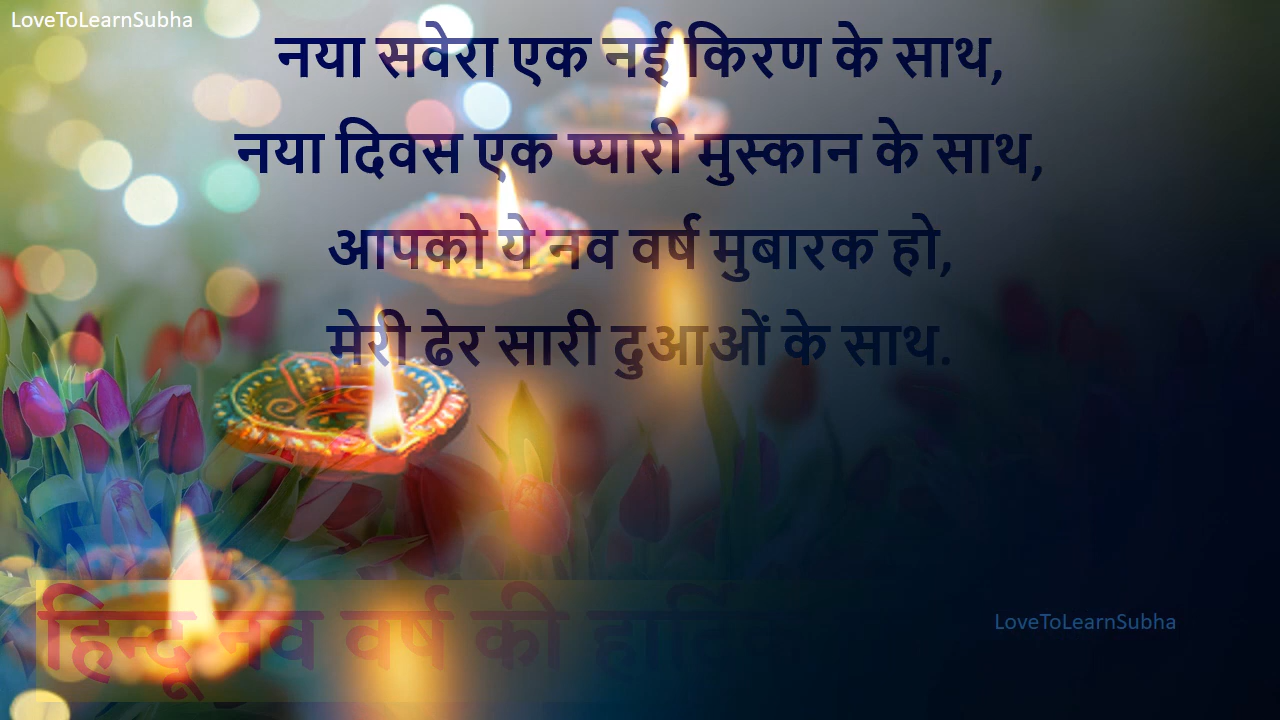 LoveToLearnSubha
नया सवेरा एक नई किरण के साथ,
नया दिवस एक प्यारी मुस्कान के साथ,
आपको ये नव वर्ष मुबारक हो,
मेरी ढेर सारी दुआओं के साथ.
हिन्दू नव वर्ष की हार्दिक
LoveToLearnSubha